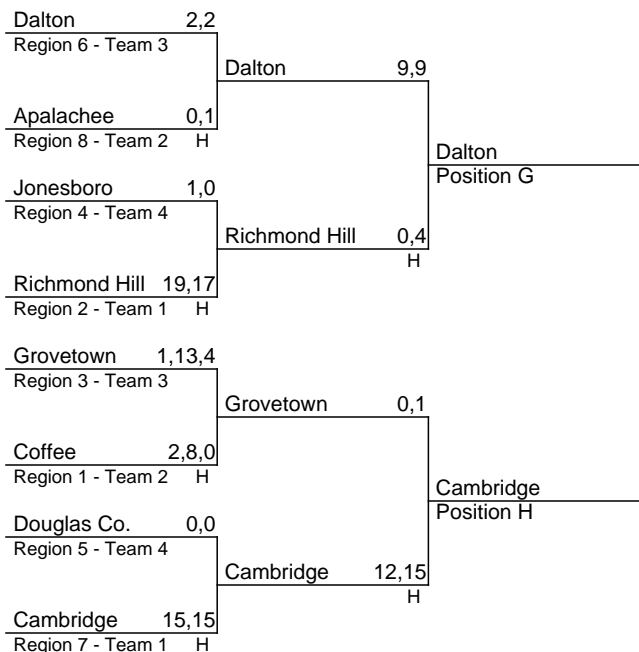 Dalton 2,2
Region 6 - Team 3
Dalton 9,9
Apalachee 0,1
Region 8 - Team 2 H
Dalton
Position G
Jonesboro 1,0
Region 4 - Team 4
Richmond Hill 0,4
H
Richmond Hill 19,17
Region 2 - Team 1 H
Grovetown 1,13,4
Region 3 - Team 3
Grovetown 0,1
Coffee 2,8,0
Region 1 - Team 2 H
Cambridge
Position H
Douglas Co. 0,0
Region 5 - Team 4
Cambridge 12,15
H
Cambridge 15,15
Region 7 - Team 1 H